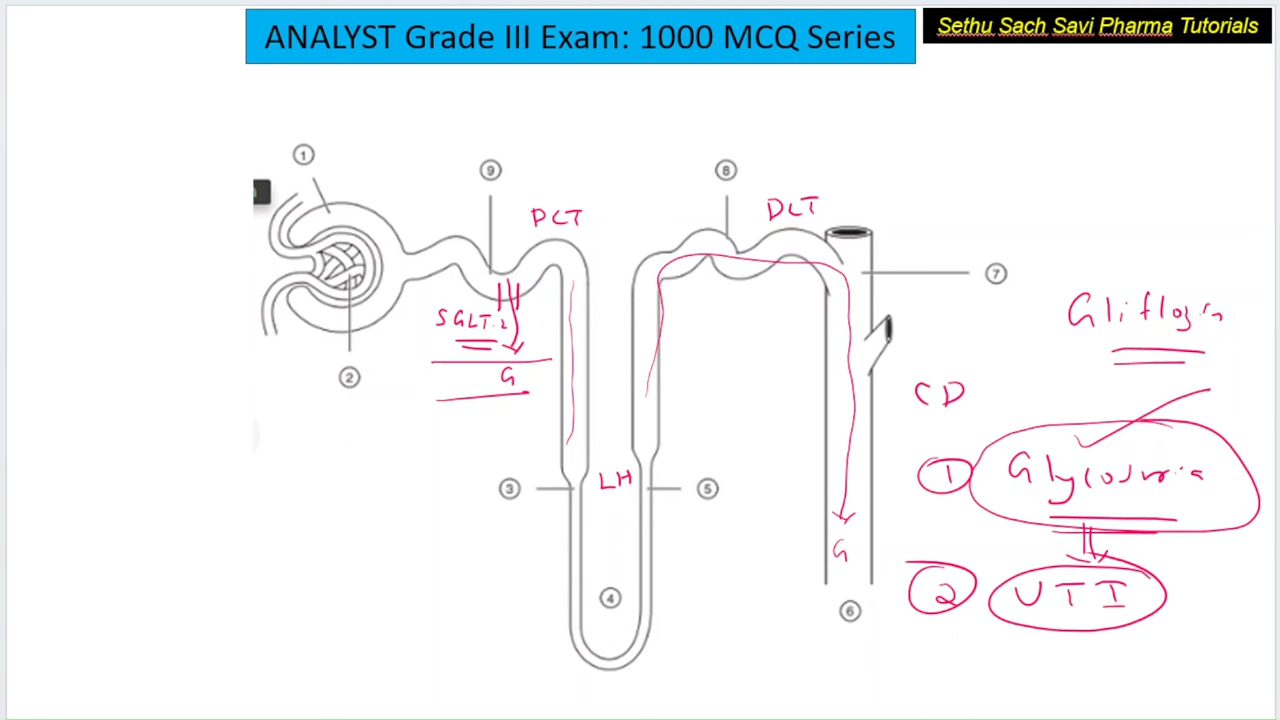 ANALYST Grade III Exam: 1000 MCQ Series
Sethu Sach Savi Pharma Tutorials
1
9
8
PCT
DCT
7
SGLT2
Gliflozin
2
G
CD
1 Glycosuria
3
LH
5
G
4
6
2 UTI